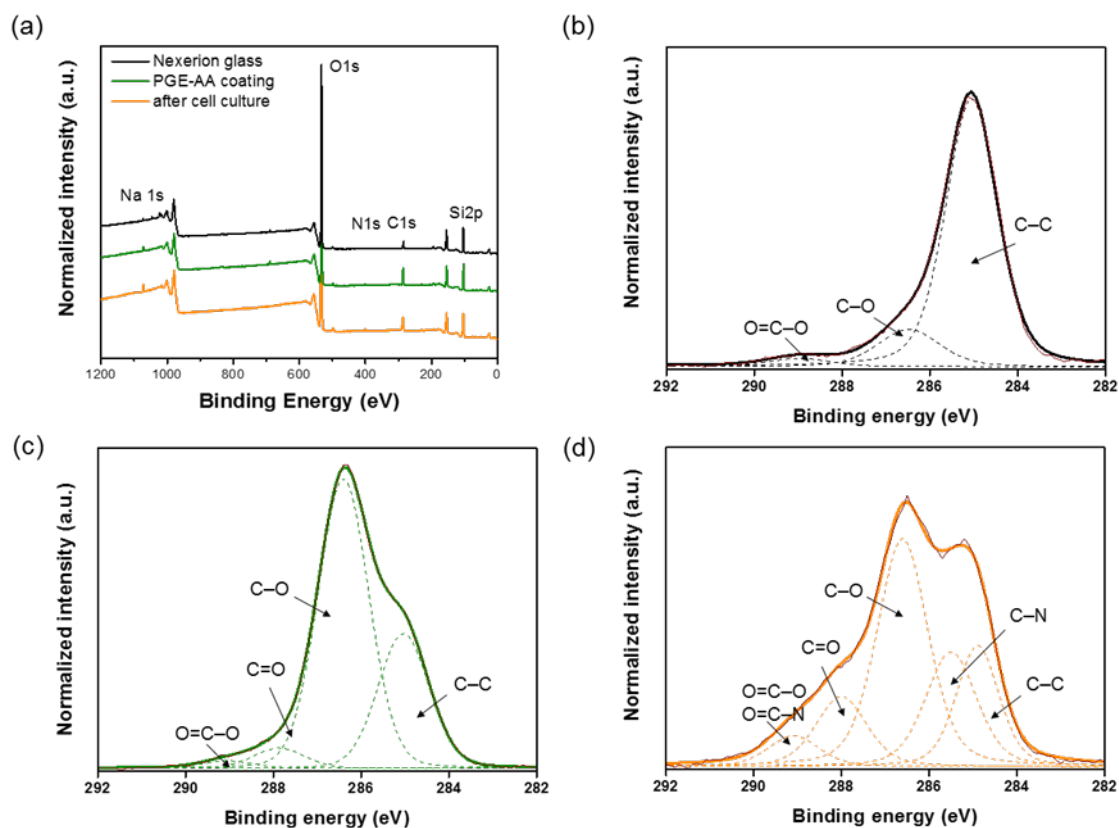 (a)
Nexerion glass
PGE-AA coating
after cell culture
O1s
Na 1s
N1s
C1s
Si2p
Normalized intensity (a.u.)
1200
1000
800
600
400
200
0
Binding Energy (eV)
(b)
C–C
C–O
O=C–O
Normalized intensity (a.u.)
292
290
288
286
284
282
Binding energy (eV)
(c)
C–O
C=O
O=C–O
C–C
Normalized intensity (a.u.)
292
290
288
286
284
282
Binding energy (eV)
(d)
C–O
C–N
C=O
O=C–O
O=C–N
C–C
Normalized intensity (a.u.)
292
290
288
286
284
282
Binding energy (eV)